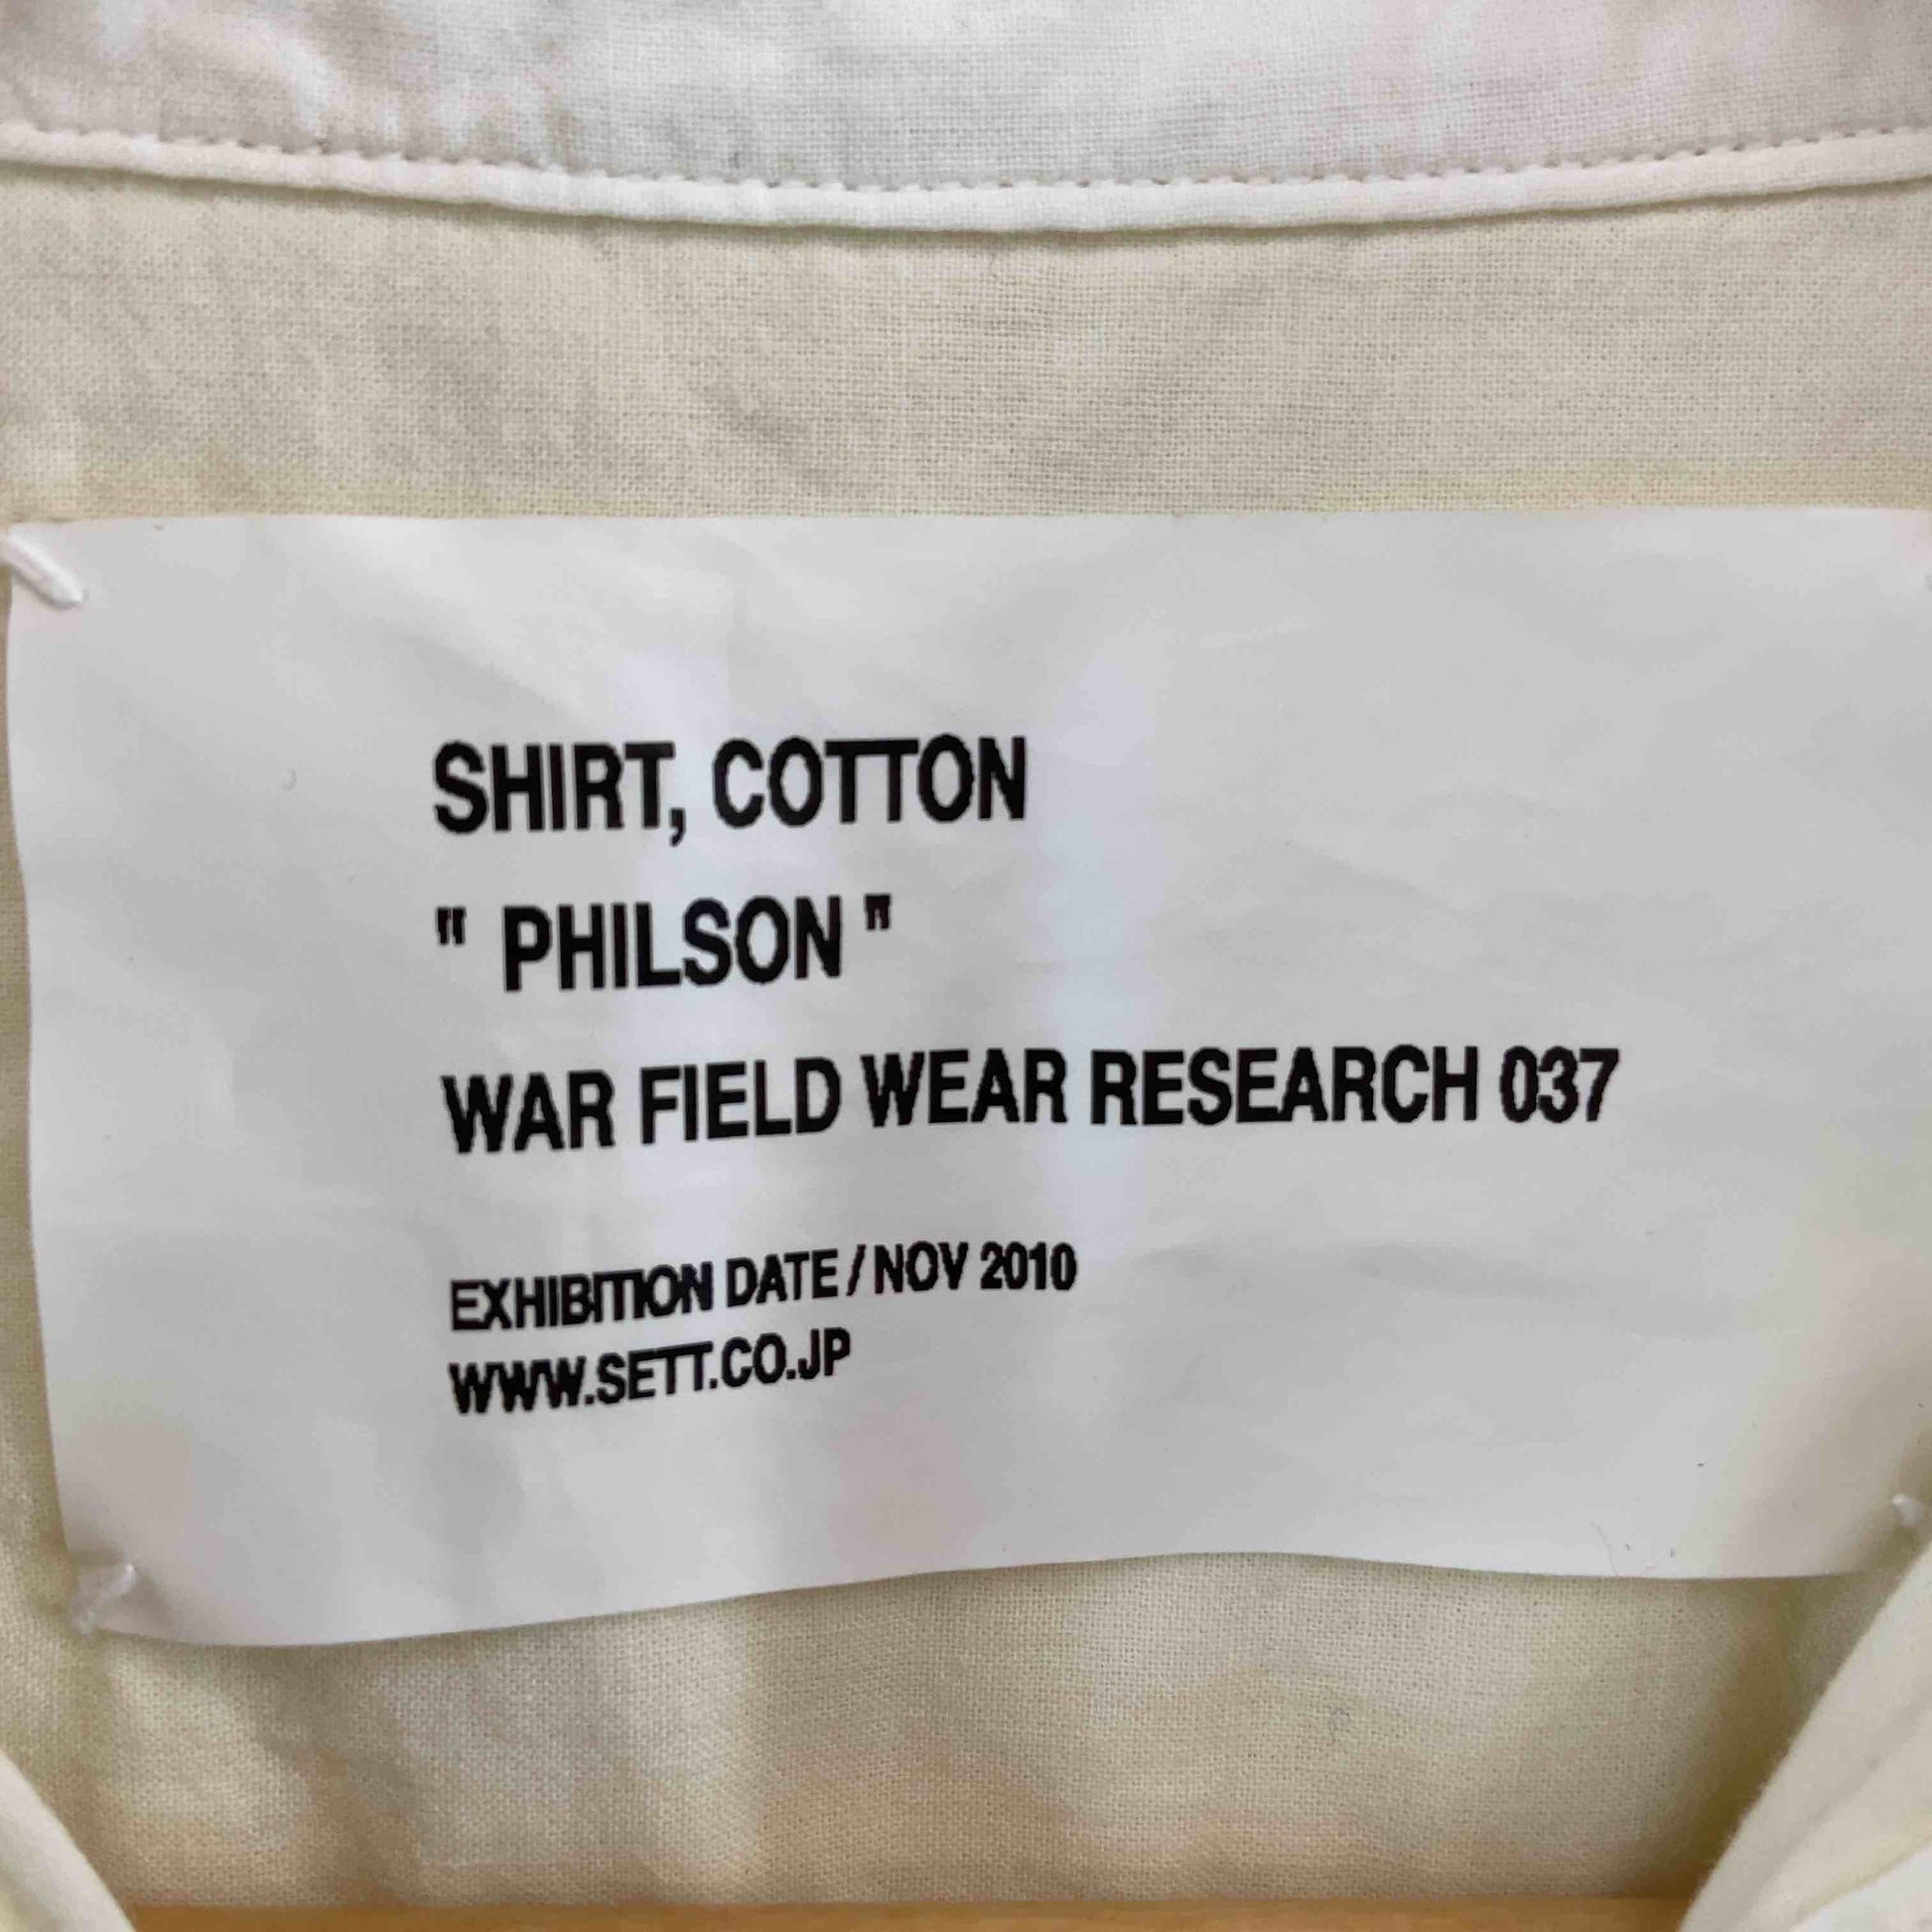 SHIRT, COTTON
" PHILSON "
WAR FIELD WEAR RESEARCH 037
EXHIBITION DATE / NOV 2010
WWW.SETT.CO.JP